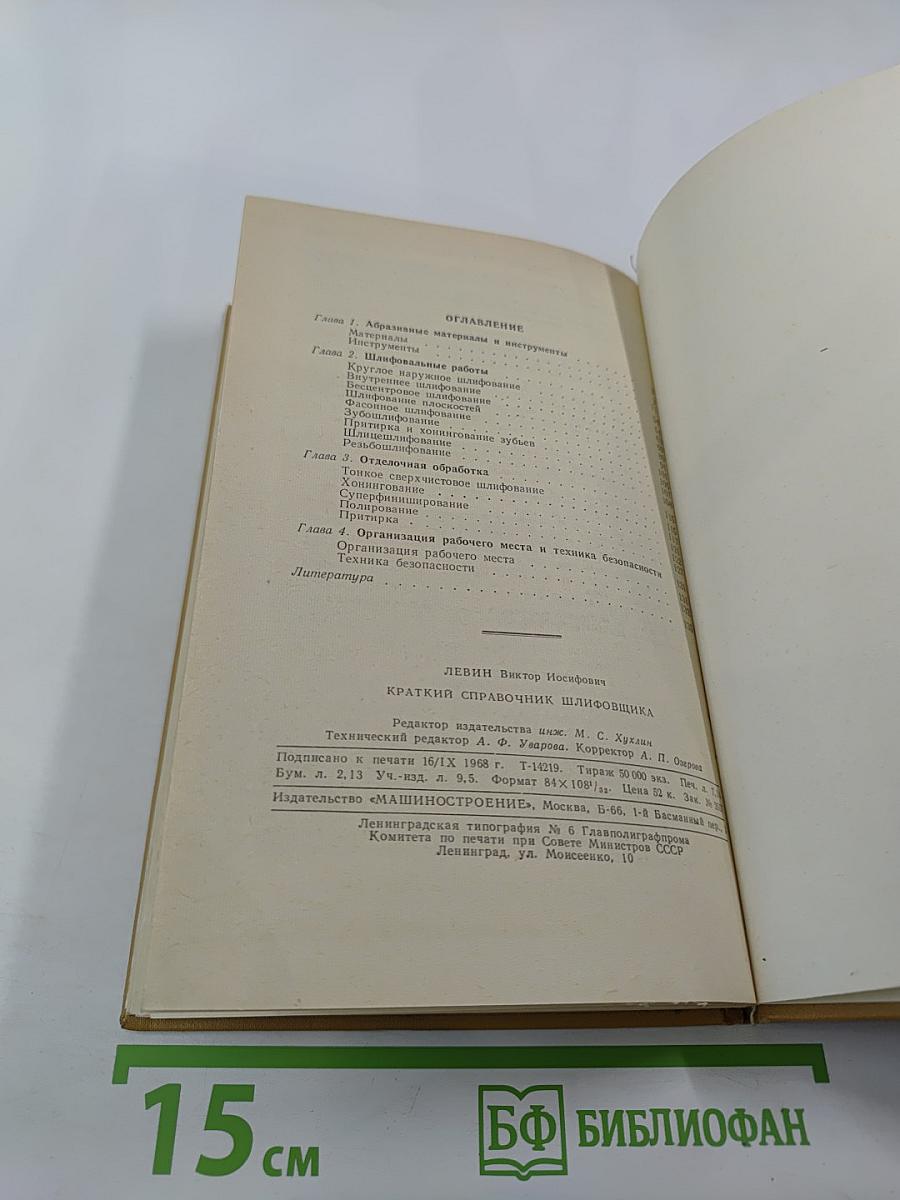 ОГЛАВЛЕНИЕ
Глава 1. Абразивные материалы и инструменты
Материалы
Инструменты
Глава 2. Шлифовальные работы
Круглое наружное шлифование
Внутреннее шлифование
Бесцентровое шлифование
Шлифование плоскостей
Фасонное шлифование
Зубошлифование
Притирка и хонингование зубьев
Шлицешлифование
Резьбошлифование
Глава 3. Отделочная обработка
Тонкое сверхчистовое шлифование
Хонингование
Суперфиниширование
Полирование
Притирка
Глава 4. Организация рабочего места и техника безопасности
Организация рабочего места
Техника безопасности
Литература
ЛЕВИН Виктор Иосифович
КРАТКИЙ СПРАВОЧНИК ШЛИФОВЩИКА
Редактор издательства инж. М. С. Хухлин
Технический редактор А. Ф. Уварова. Корректор А. П. Озерова
Подписано к печати 16/IX 1968 г. Т-14219. Тираж 50 000 экз. Печ. л.
Бум. л. 2,13 Уч.-изд. л. 9,5. Формат 84×108¹/₃₂. Цена 52 к. Зак. №
Издательство «МАШИНОСТРОЕНИЕ», Москва, Б-66, 1-й Басманный пер.,
Ленинградская типография № 6 Главполиграфпрома
Комитета по печати при Совете Министров СССР
Ленинград, ул. Моисеенко, 10
15 см
БФ БИБЛИОФАН